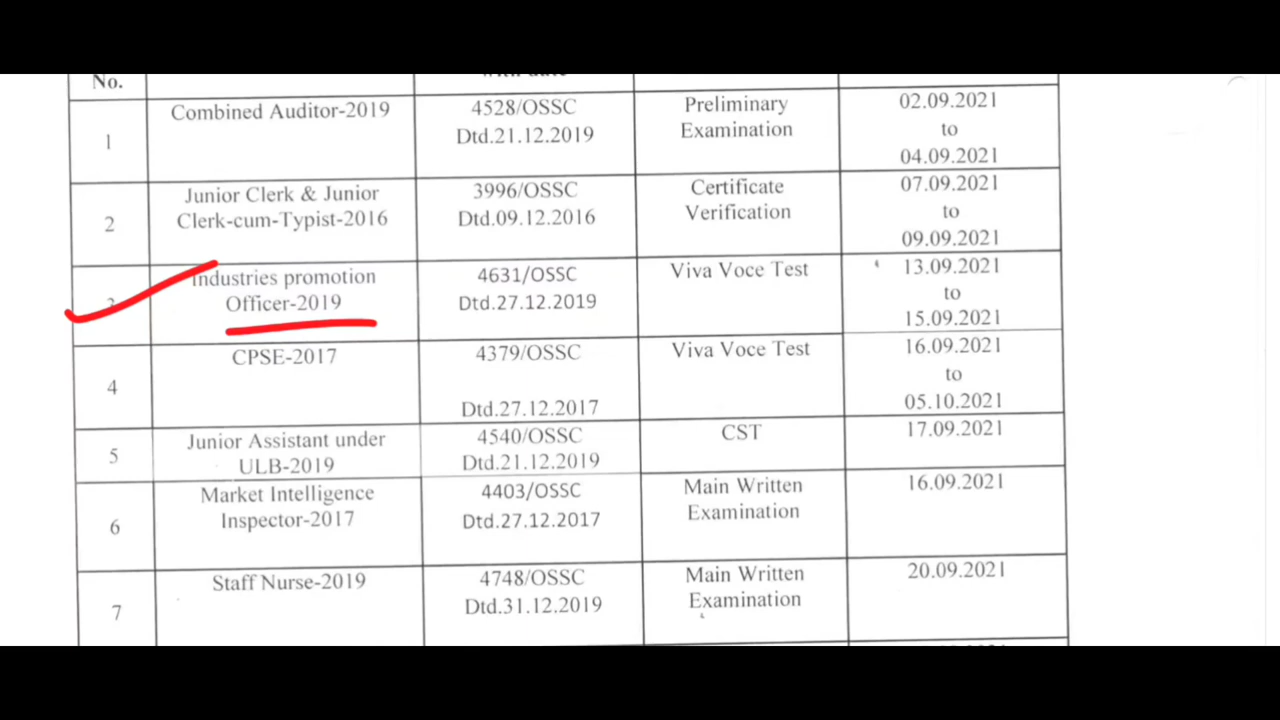 No.
with date
1
Combined Auditor-2019
4528/OSSC
Dtd.21.12.2019
Preliminary
Examination
02.09.2021
to
04.09.2021
2
Junior Clerk & Junior
Clerk-cum-Typist-2016
3996/OSSC
Dtd.09.12.2016
Certificate
Verification
07.09.2021
to
09.09.2021
3
Industries promotion
Officer-2019
4631/OSSC
Dtd.27.12.2019
Viva Voce Test
13.09.2021
to
15.09.2021
4
CPSE-2017
4379/OSSC
Dtd.27.12.2017
Viva Voce Test
16.09.2021
to
05.10.2021
5
Junior Assistant under
ULB-2019
4540/OSSC
Dtd.21.12.2019
CST
17.09.2021
6
Market Intelligence
Inspector-2017
4403/OSSC
Dtd.27.12.2017
Main Written
Examination
16.09.2021
7
Staff Nurse-2019
4748/OSSC
Dtd.31.12.2019
Main Written
Examination
20.09.2021